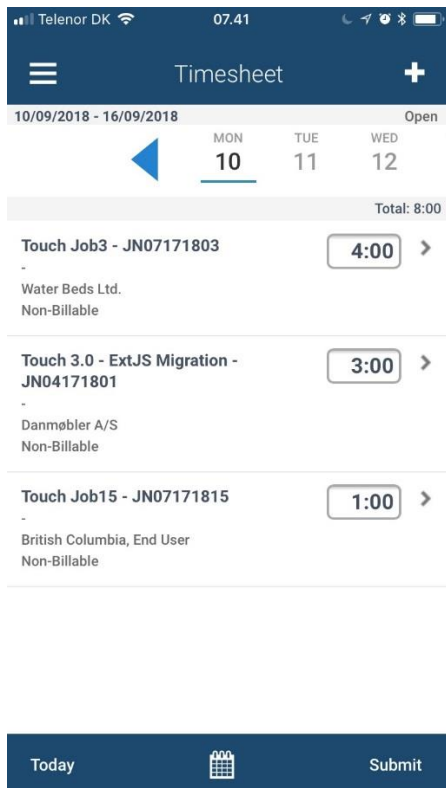 Telenor DK 07.41
Timesheet
10/09/2018 - 16/09/2018 Open
MON TUE WED
10 11 12
Total: 8:00
Touch Job3 - JN07171803 4:00
-
Water Beds Ltd.
Non-Billable
Touch 3.0 - ExtJS Migration - 3:00
JN04171801
-
Danmøbler A/S
Non-Billable
Touch Job15 - JN07171815 1:00
-
British Columbia, End User
Non-Billable
Today Submit